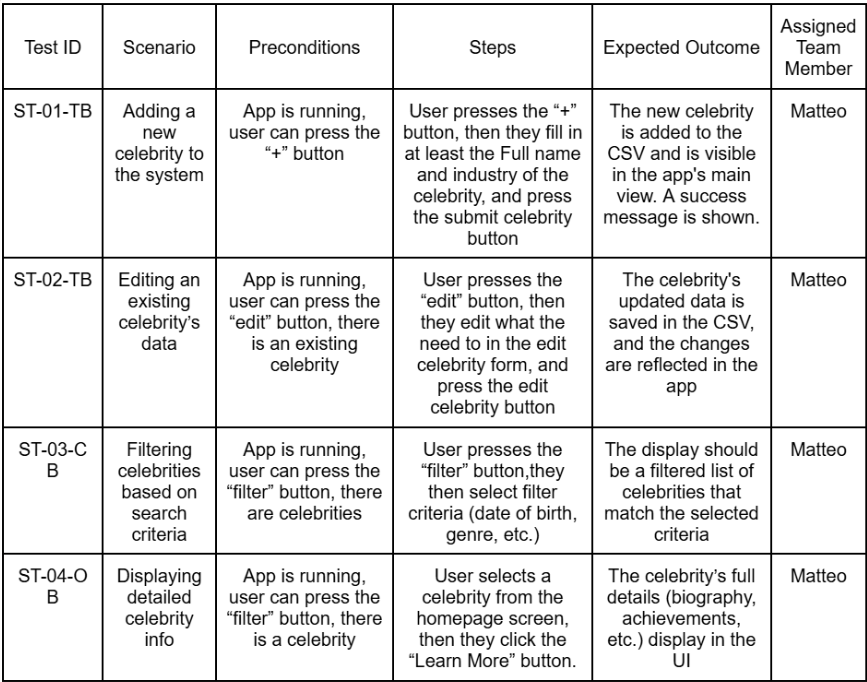 Test ID
Scenario
Preconditions
Steps
Expected Outcome
Assigned
Team
Member
ST-01-TB
Adding a
new
celebrity to
the system
App is running,
user can press the
“+” button
User presses the “+”
button, then they fill in
at least the Full name
and industry of the
celebrity, and press
the submit celebrity
button
The new celebrity
is added to the
CSV and is visible
in the app's main
view. A success
message is shown.
Matteo
ST-02-TB
Editing an
existing
celebrity’s
data
App is running,
user can press the
“edit” button, there
is an existing
celebrity
User presses the
“edit” button, then
they edit what the
need to in the edit
celebrity form, and
press the edit
celebrity button
The celebrity's
updated data is
saved in the CSV,
and the changes
are reflected in the
app
Matteo
ST-03-C
B
Filtering
celebrities
based on
search
criteria
App is running,
user can press the
“filter” button, there
are celebrities
User presses the
“filter” button,they
then select filter
criteria (date of birth,
genre, etc.)
The display should
be a filtered list of
celebrities that
match the selected
criteria
Matteo
ST-04-O
B
Displaying
detailed
celebrity
info
App is running,
user can press the
“filter” button, there
is a celebrity
User selects a
celebrity from the
homepage screen,
then they click the
“Learn More” button.
The celebrity’s full
details (biography,
achievements,
etc.) display in the
UI
Matteo